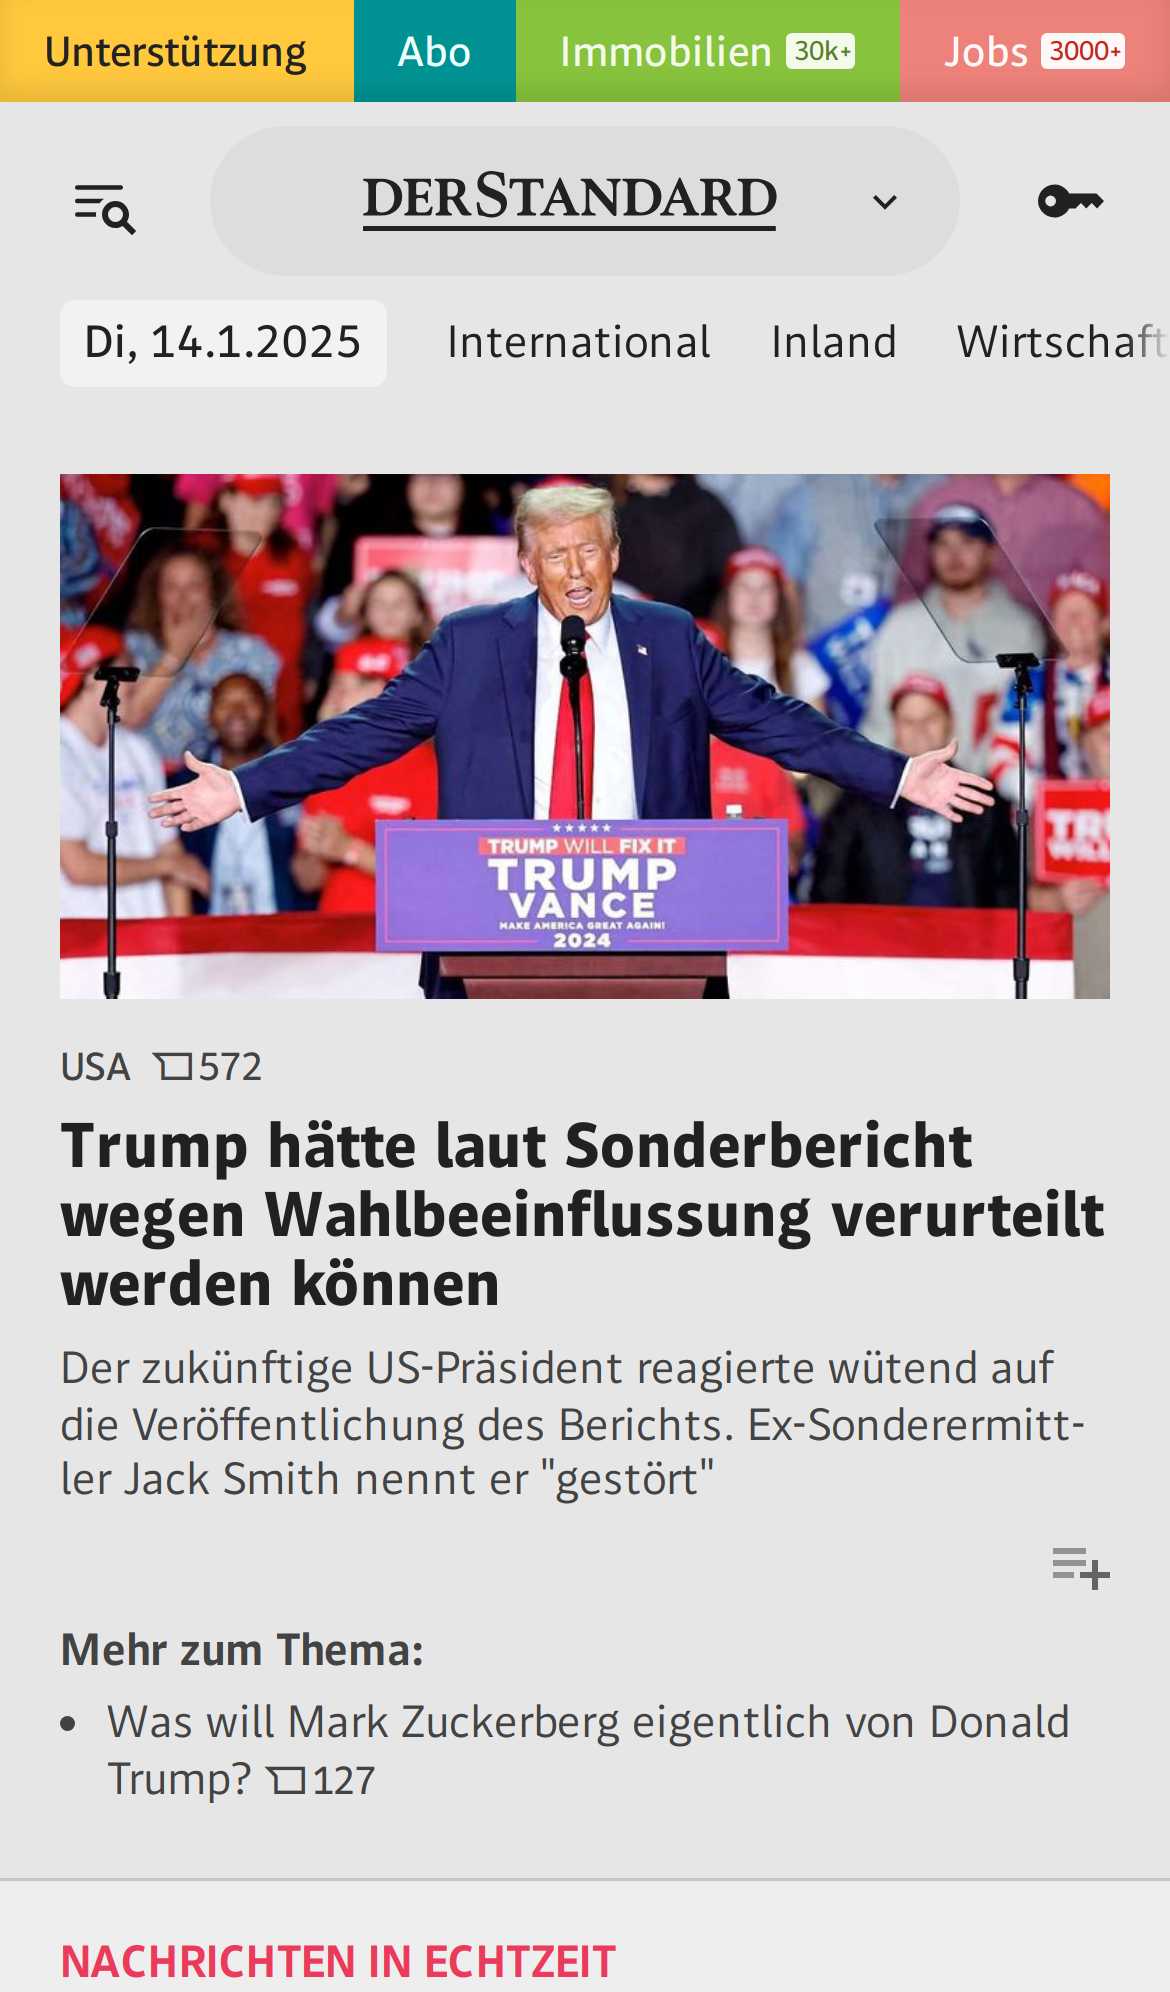 Unterstützung Abo Immobilien 30k+ Jobs 3000+
DERSTANDARD
Di, 14.1.2025 International Inland Wirtschaft
TRUMP WILL FIX IT
TRUMP
VANCE
MAKE AMERICA GREAT AGAIN!
2024
USA 572
Trump hätte laut Sonderbericht
wegen Wahlbeeinflussung verurteilt
werden können
Der zukünftige US-Präsident reagierte wütend auf
die Veröffentlichung des Berichts. Ex-Sonderermitt-
ler Jack Smith nennt er "gestört"
Mehr zum Thema:
• Was will Mark Zuckerberg eigentlich von Donald
Trump? 127
NACHRICHTEN IN ECHTZEIT